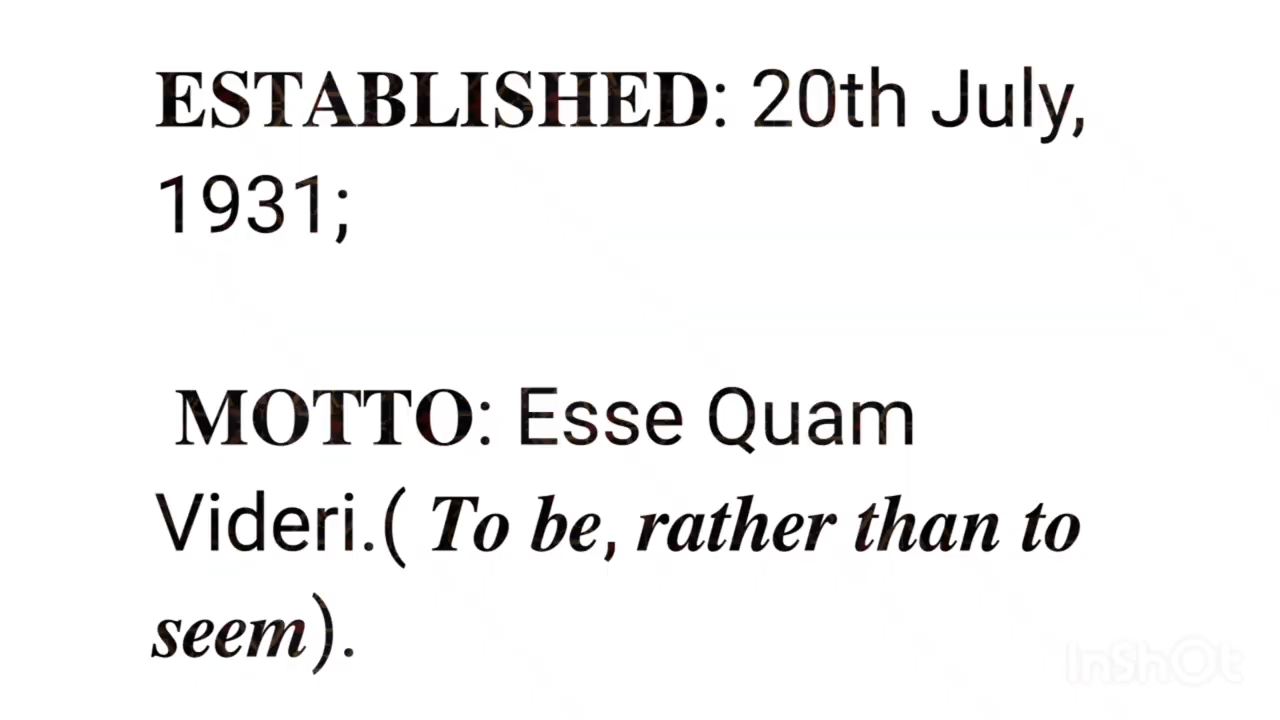 ESTABLISHED: 20th July,
1931;
MOTTO: Esse Quam
Videri.( To be, rather than to
seem).
InShOt